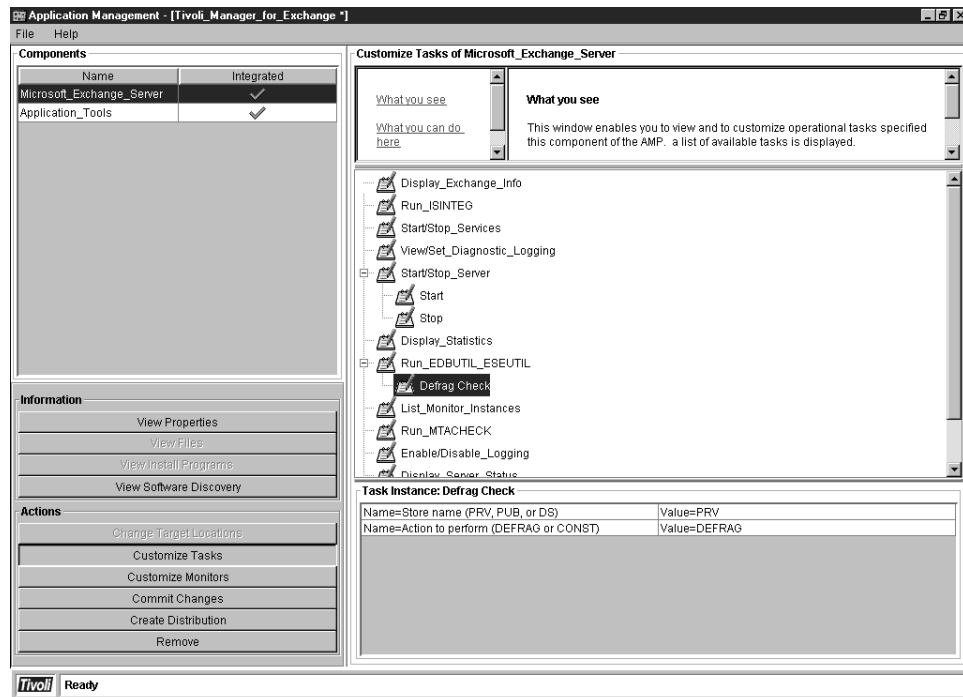 Application Management - [Tivoli_Manager_for_Exchange *]
File Help
Components
Name Integrated
Microsoft_Exchange_Server
Application_Tools
Information
View Properties
View Files
View Install Programs
View Software Discovery
Actions
Change Target Locations
Customize Tasks
Customize Monitors
Commit Changes
Create Distribution
Remove
Customize Tasks of Microsoft_Exchange_Server
What you see
What you can do
here
What you see
This window enables you to view and to customize operational tasks specified
this component of the AMP. a list of available tasks is displayed.
Display_Exchange_Info
Run_ISINTEG
Start/Stop_Services
View/Set_Diagnostic_Logging
Start/Stop_Server
Start
Stop
Display_Statistics
Run_EDBUTIL_ESEUTIL
Defrag Check
List_Monitor_Instances
Run_MTACHECK
Enable/Disable_Logging
Display_Server_Status
Task Instance: Defrag Check
Name=Store name (PRV, PUB, or DS) Value=PRV
Name=Action to perform (DEFRAG or CONST) Value=DEFRAG
Tivoli Ready